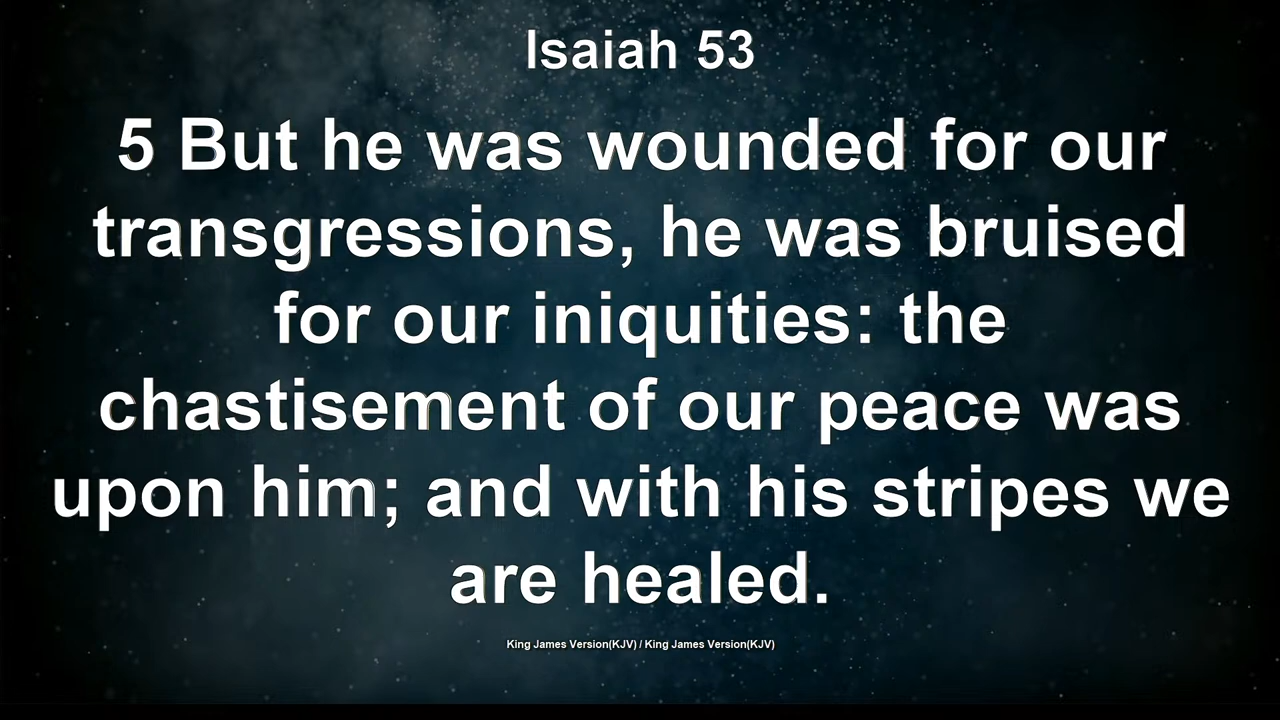 Isaiah 53
5 But he was wounded for our
transgressions, he was bruised
for our iniquities: the
chastisement of our peace was
upon him; and with his stripes we
are healed.
King James Version(KJV) / King James Version(KJV)